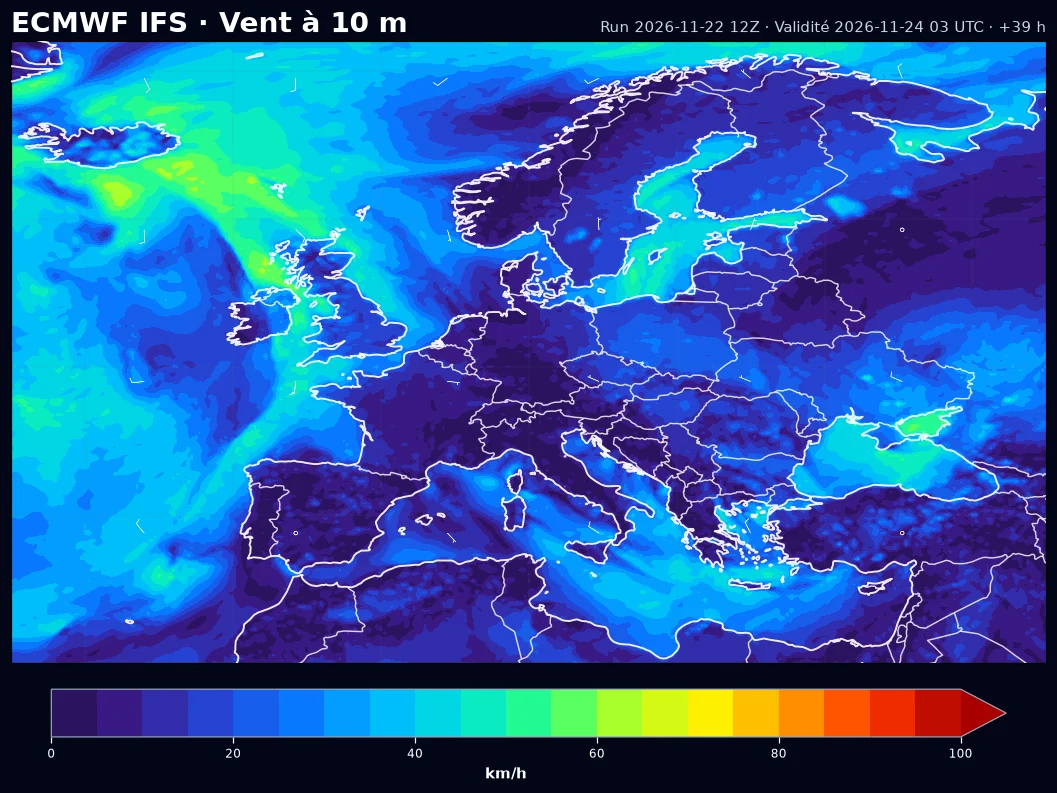 ECMWF IFS · Vent à 10 m
Run 2026-11-22 12Z · Validité 2026-11-24 03 UTC · +39 h
0 20 40 60 80 100
km/h